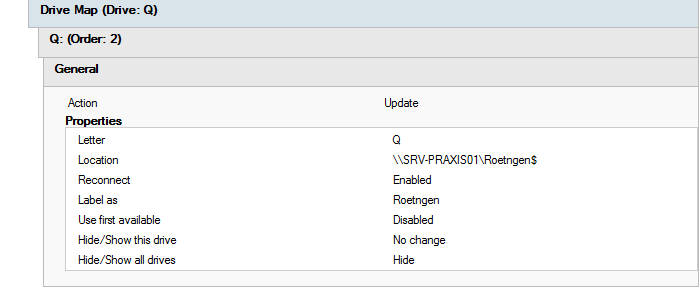 Drive Map (Drive: Q)
Q: (Order: 2)
General
Action Update
Properties
Letter Q
Location \\SRV-PRAXIS01\Roetngen$
Reconnect Enabled
Label as Roetngen
Use first available Disabled
Hide/Show this drive No change
Hide/Show all drives Hide